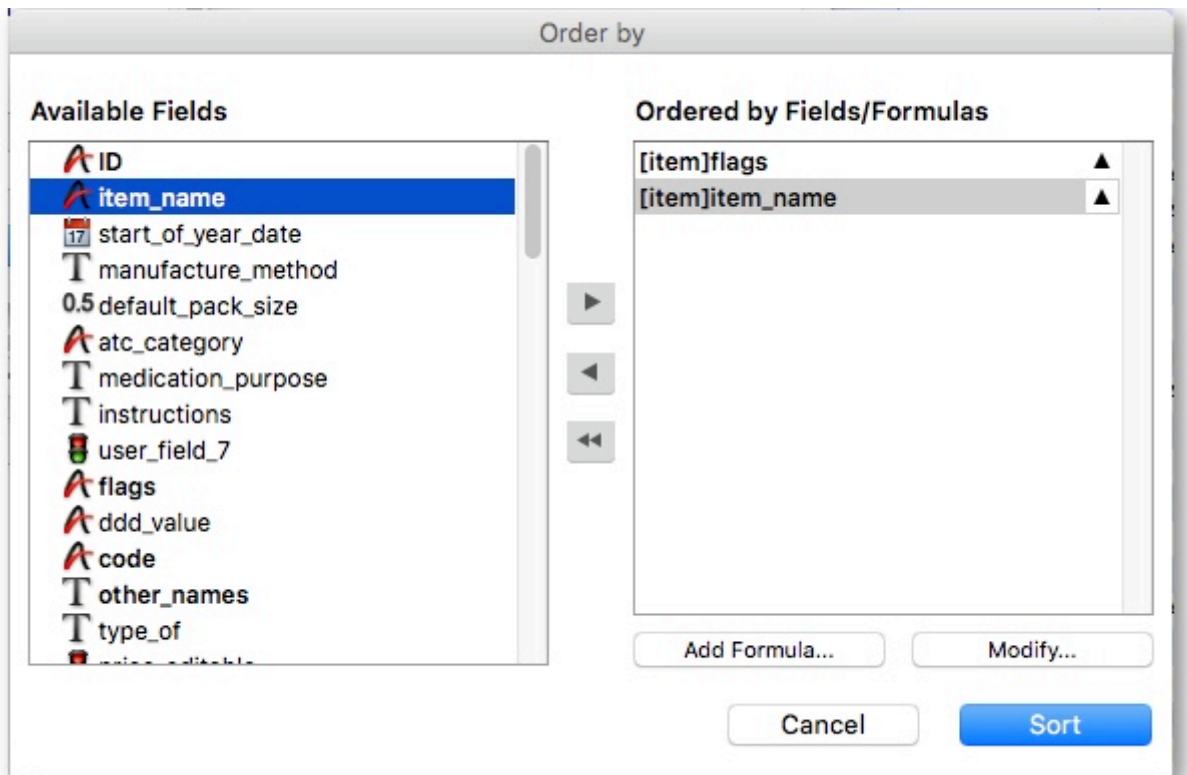 Order by
Available Fields
ID
item_name
17 start_of_year_date
T manufacture_method
0.5 default_pack_size
atc_category
T medication_purpose
T instructions
user_field_7
flags
ddd_value
code
T other_names
T type_of
Ordered by Fields/Formulas
[item]flags
[item]item_name
Add Formula...
Modify...
Cancel
Sort